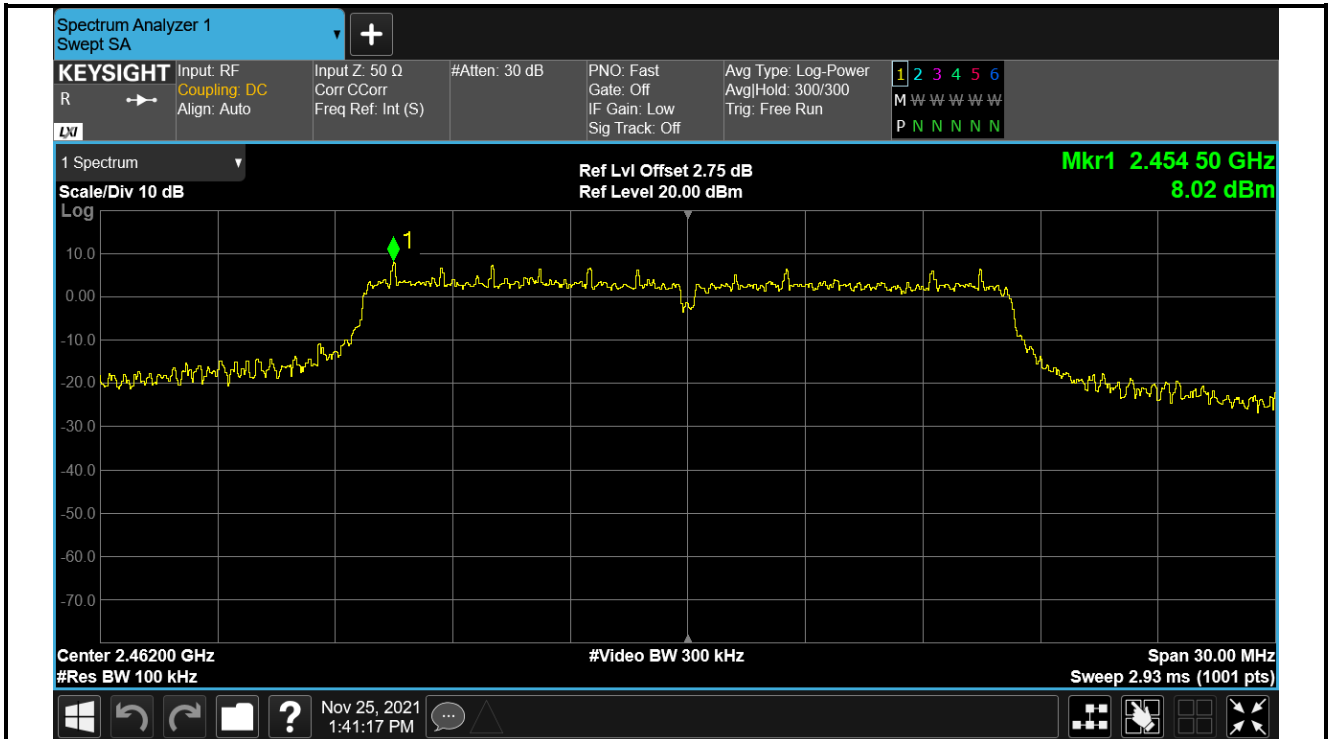 Spectrum Analyzer 1
Swept SA
+
KEYSIGHT
R
LXI
Input: RF
Coupling: DC
Align: Auto
Input Z: 50 Ω
Corr CCorr
Freq Ref: Int (S)
#Atten: 30 dB
PNO: Fast
Gate: Off
IF Gain: Low
Sig Track: Off
Avg Type: Log-Power
Avg|Hold: 300/300
Trig: Free Run
1 2 3 4 5 6
M W W W W W
P N N N N N
1 Spectrum
Scale/Div 10 dB
Ref Lvl Offset 2.75 dB
Ref Level 20.00 dBm
Mkr1 2.454 50 GHz
8.02 dBm
Log
1
10.0
0.00
-10.0
-20.0
-30.0
-40.0
-50.0
-60.0
-70.0
Center 2.46200 GHz
#Res BW 100 kHz
#Video BW 300 kHz
Span 30.00 MHz
Sweep 2.93 ms (1001 pts)
?
Nov 25, 2021
1:41:17 PM